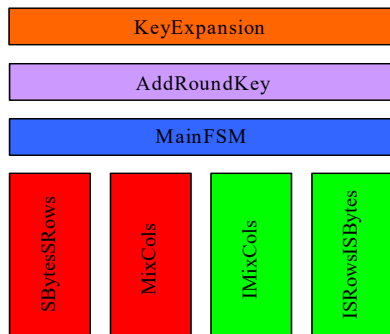 KeyExpansion
AddRoundKey
MainFSM
SBytesSRows
MixCols
IMixCols
ISRowsISBytes